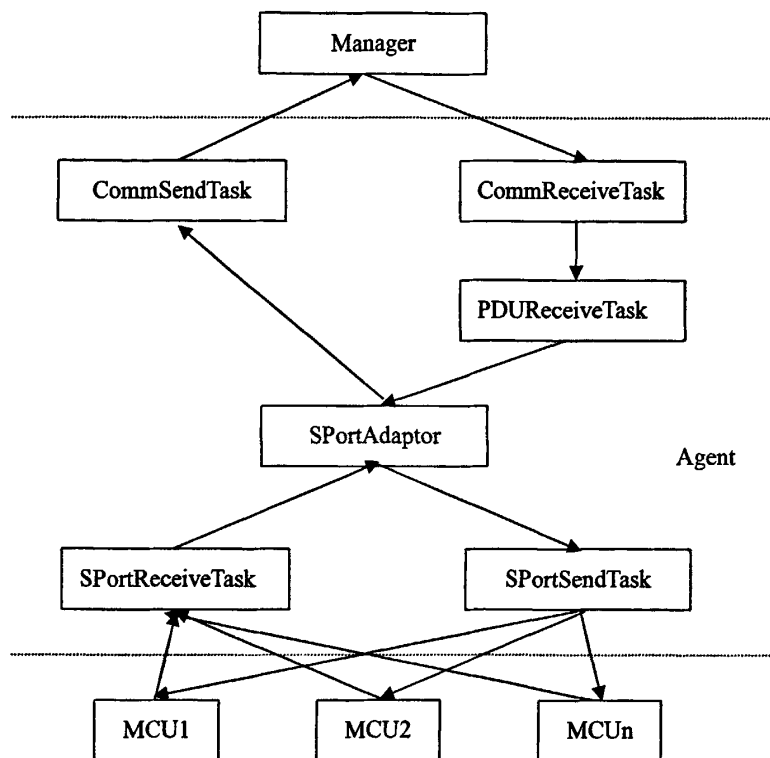 Manager
CommSendTask
CommReceiveTask
PDUReceiveTask
SPortAdaptor
Agent
SPortReceiveTask
SPortSendTask
MCU1
MCU2
MCUn